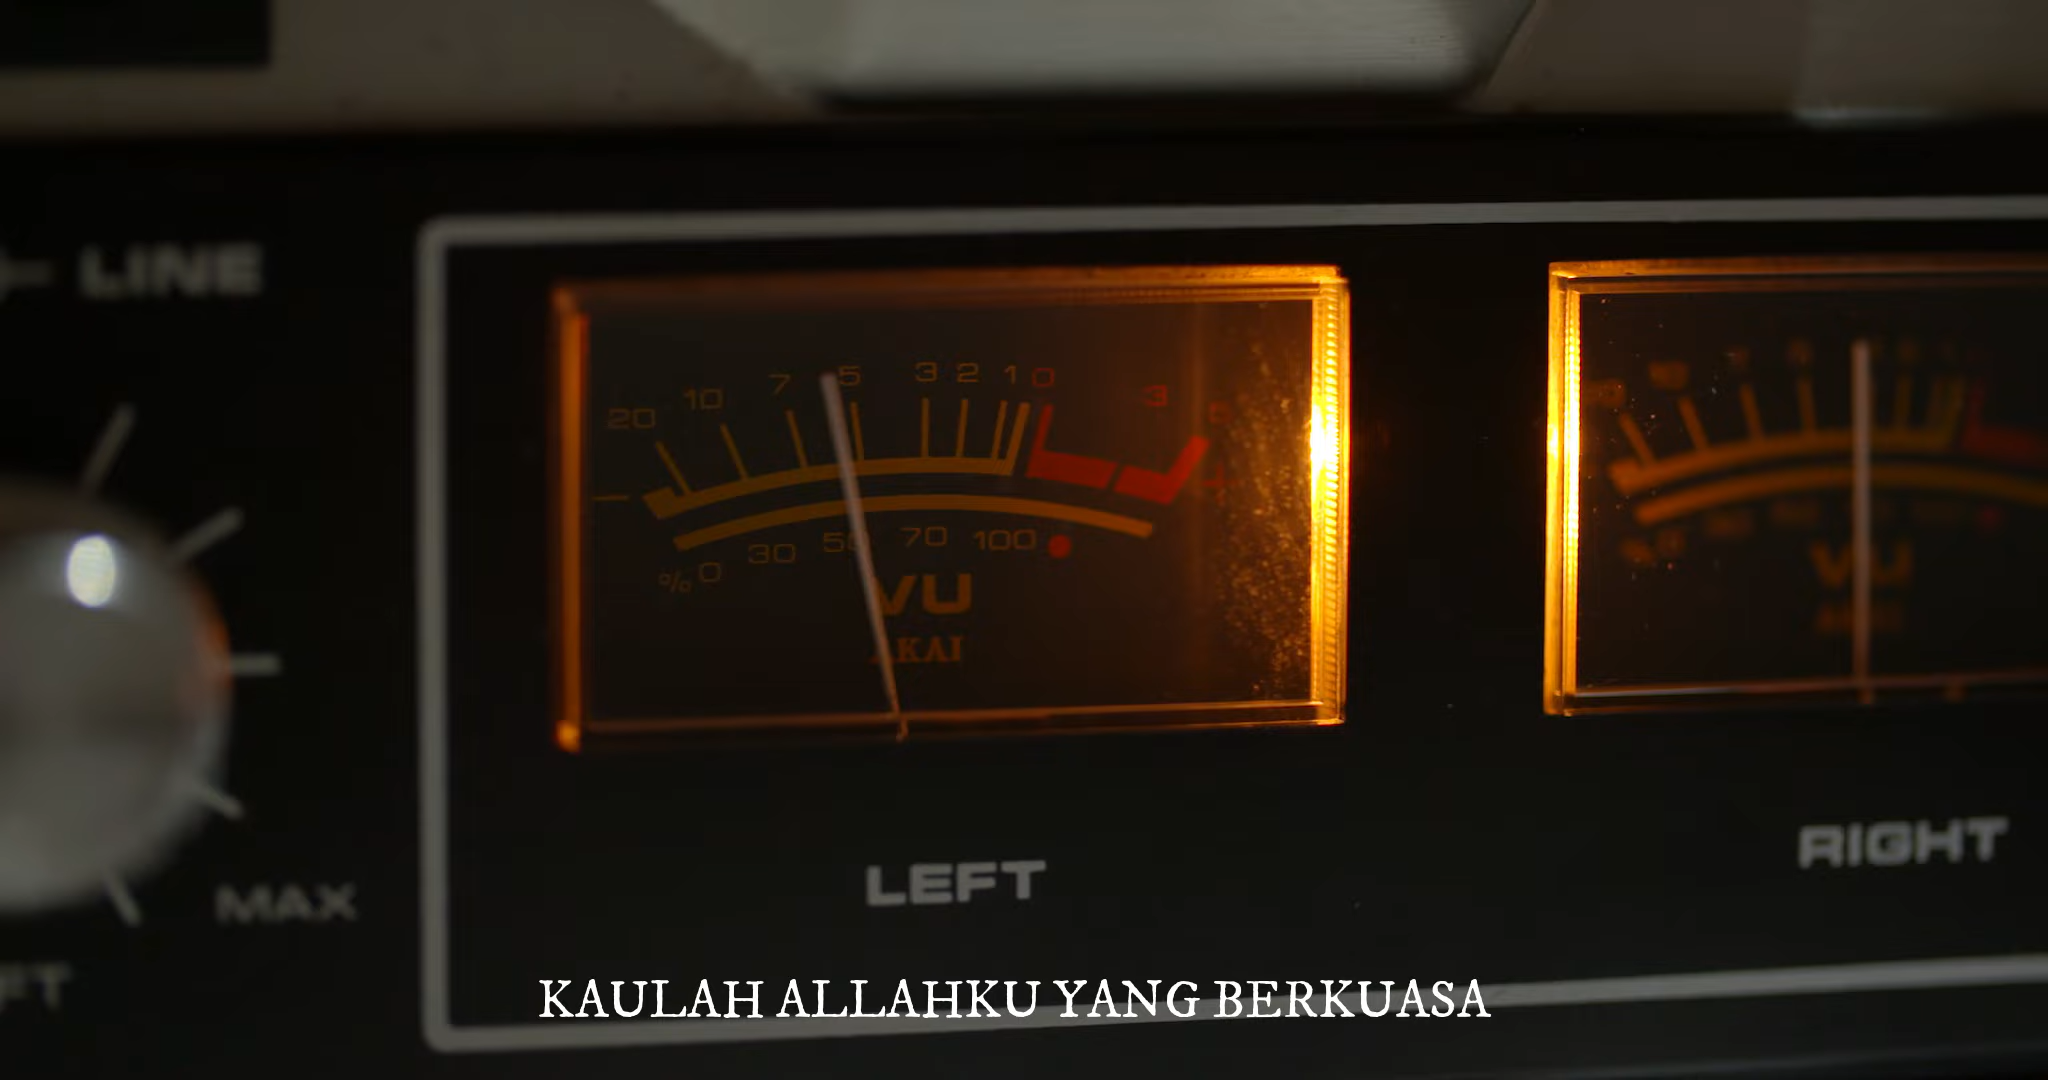 LINE
20 10 7 5 3 2 1 0 3
% 0 30 50 70 100
VU
AKAI
VU
LEFT
RIGHT
MAX
KAULAH ALLAHKU YANG BERKUASA